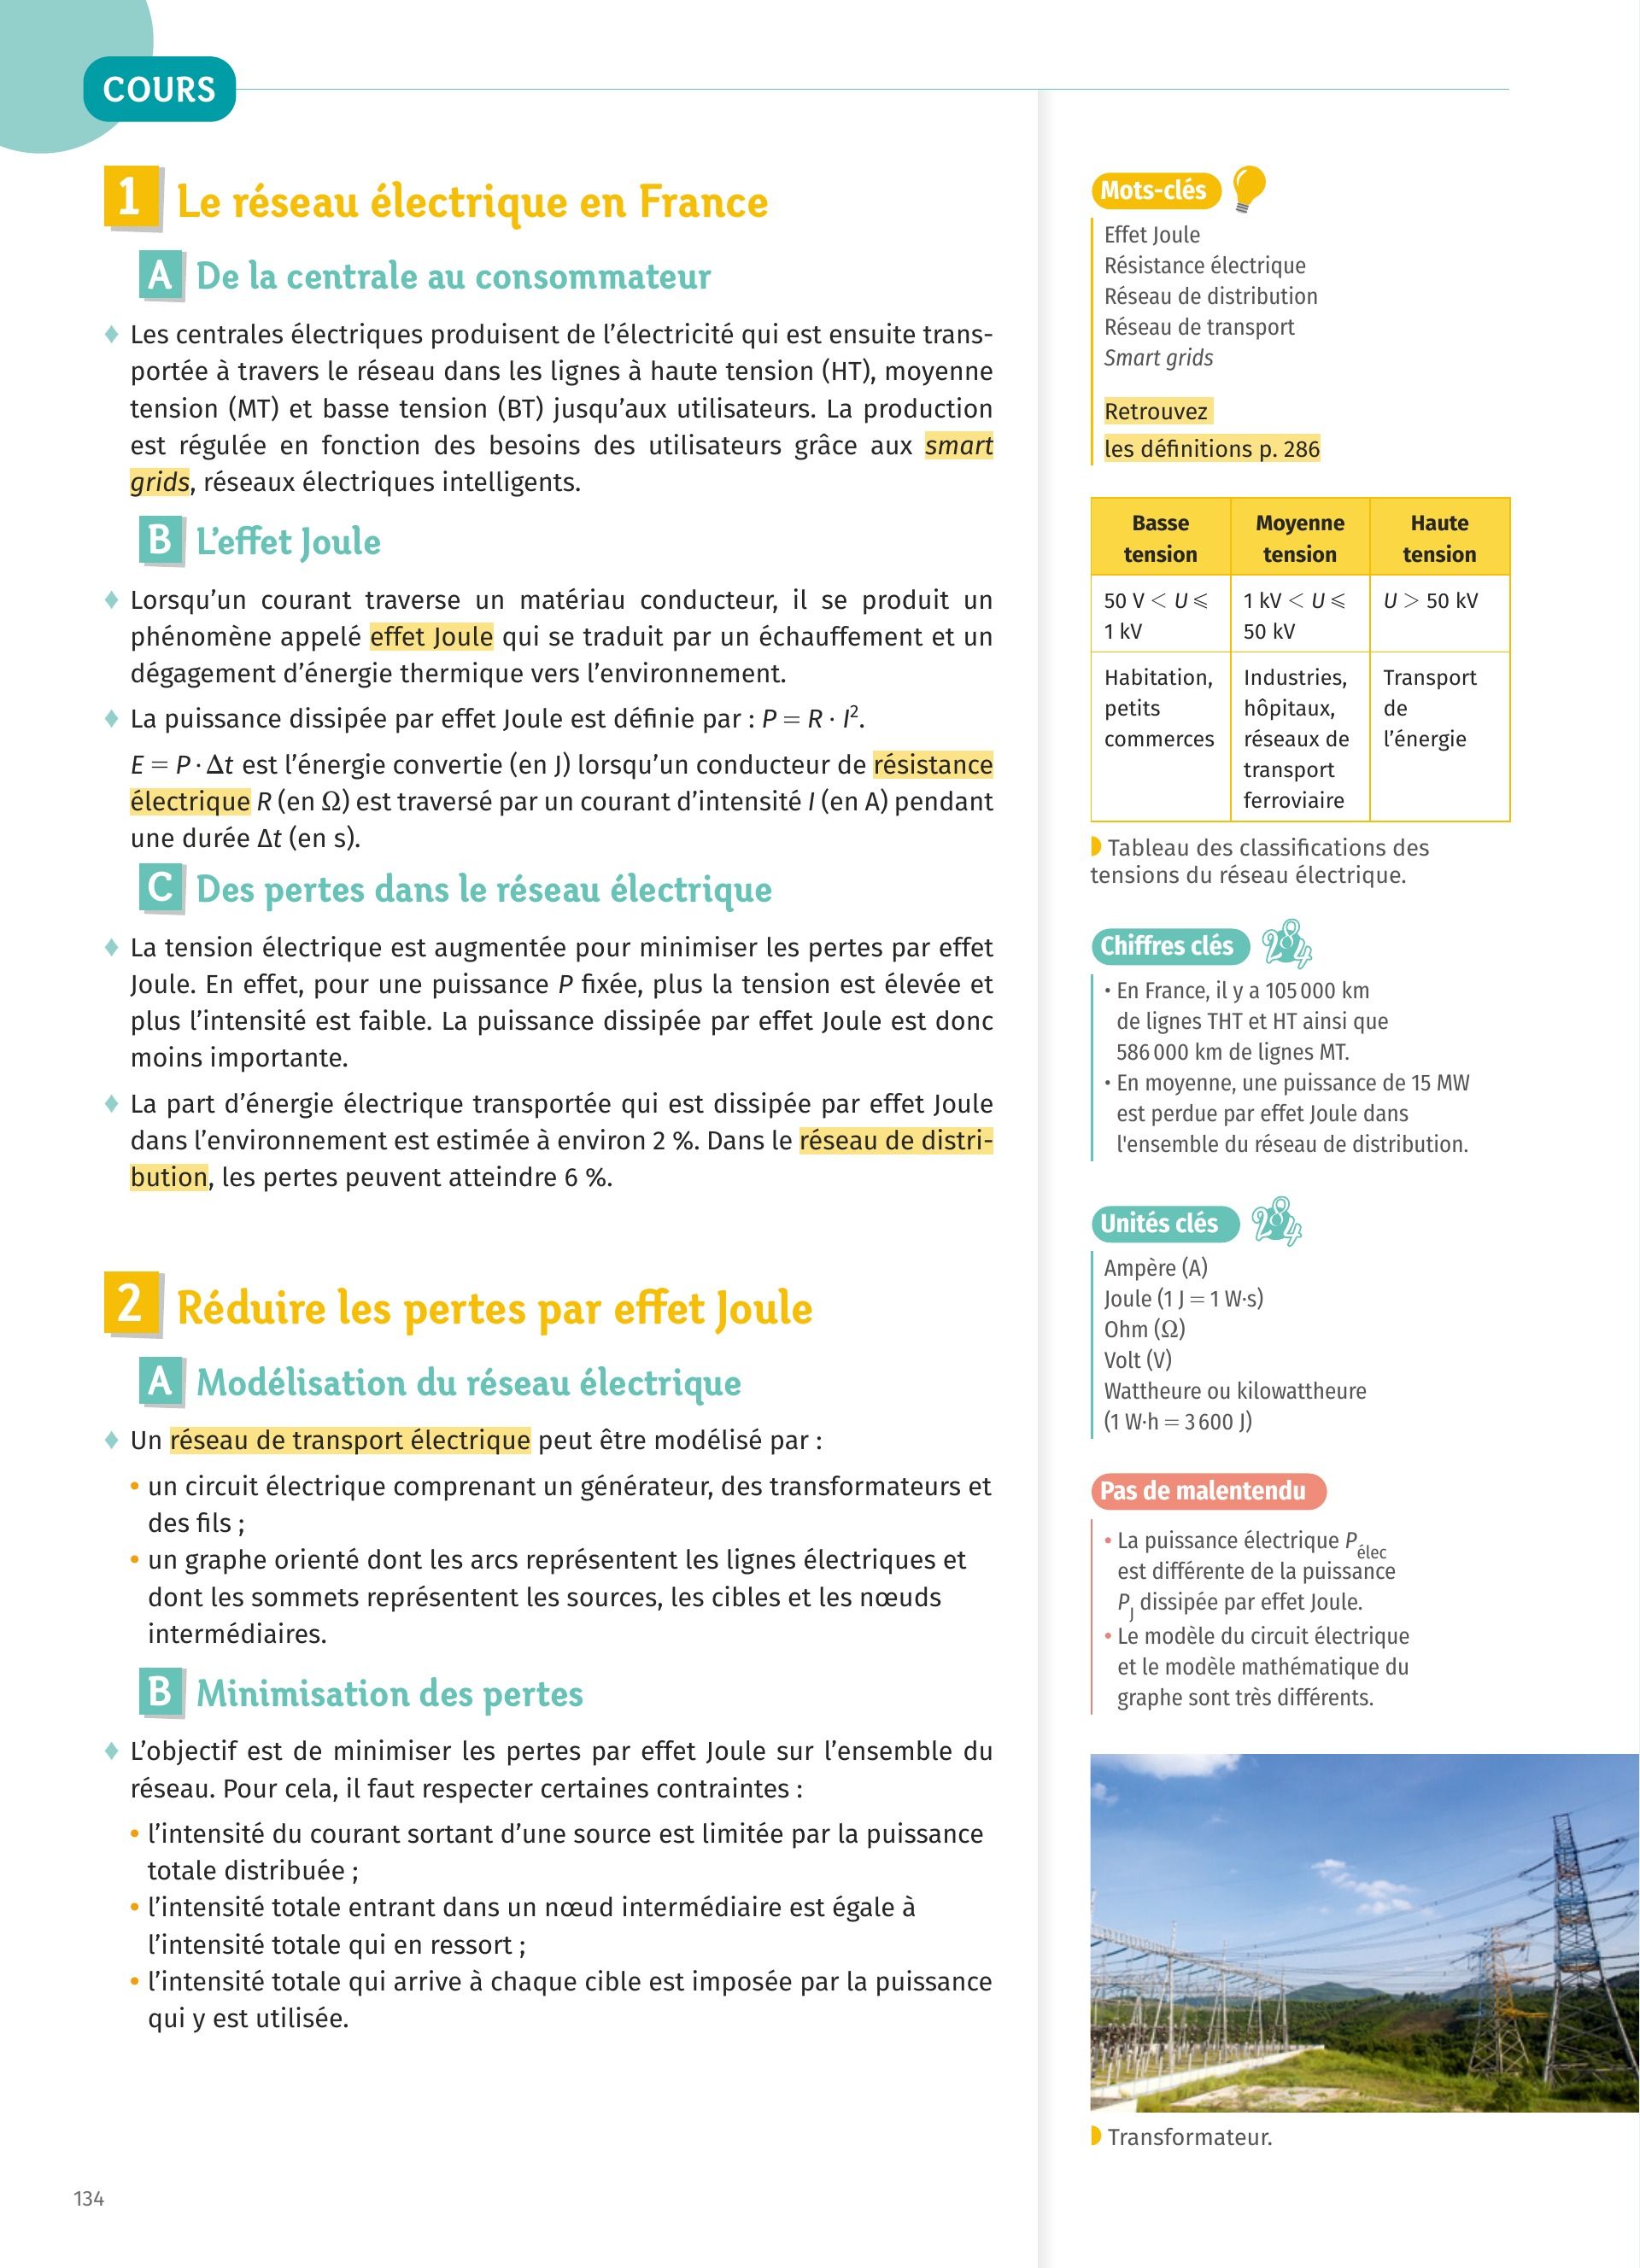 COURS
1 Le réseau électrique en France
A De la centrale au consommateur
♦ Les centrales électriques produisent de l’électricité qui est ensuite trans-
portée à travers le réseau dans les lignes à haute tension (HT), moyenne
tension (MT) et basse tension (BT) jusqu’aux utilisateurs. La production
est régulée en fonction des besoins des utilisateurs grâce aux smart
grids, réseaux électriques intelligents.
B L’effet Joule
♦ Lorsqu’un courant traverse un matériau conducteur, il se produit un
phénomène appelé effet Joule qui se traduit par un échauffement et un
dégagement d’énergie thermique vers l’environnement.
♦ La puissance dissipée par effet Joule est définie par : P = R · I².
E = P · Δt est l’énergie convertie (en J) lorsqu’un conducteur de résistance
électrique R (en Ω) est traversé par un courant d’intensité I (en A) pendant
une durée Δt (en s).
C Des pertes dans le réseau électrique
♦ La tension électrique est augmentée pour minimiser les pertes par effet
Joule. En effet, pour une puissance P fixée, plus la tension est élevée et
plus l’intensité est faible. La puissance dissipée par effet Joule est donc
moins importante.
♦ La part d’énergie électrique transportée qui est dissipée par effet Joule
dans l’environnement est estimée à environ 2 %. Dans le réseau de distri-
bution, les pertes peuvent atteindre 6 %.
2 Réduire les pertes par effet Joule
A Modélisation du réseau électrique
♦ Un réseau de transport électrique peut être modélisé par :
• un circuit électrique comprenant un générateur, des transformateurs et
des fils ;
• un graphe orienté dont les arcs représentent les lignes électriques et
dont les sommets représentent les sources, les cibles et les nœuds
intermédiaires.
B Minimisation des pertes
♦ L’objectif est de minimiser les pertes par effet Joule sur l’ensemble du
réseau. Pour cela, il faut respecter certaines contraintes :
• l’intensité du courant sortant d’une source est limitée par la puissance
totale distribuée ;
• l’intensité totale entrant dans un nœud intermédiaire est égale à
l’intensité totale qui en ressort ;
• l’intensité totale qui arrive à chaque cible est imposée par la puissance
qui y est utilisée.
134
Mots-clés
Effet Joule
Résistance électrique
Réseau de distribution
Réseau de transport
Smart grids
Retrouvez
les définitions p. 286
Basse tension
Moyenne tension
Haute tension
50 V < U ⩽ 1 kV
1 kV < U ⩽ 50 kV
U > 50 kV
Habitation, petits commerces
Industries, hôpitaux, réseaux de transport ferroviaire
Transport de l’énergie
Tableau des classifications des
tensions du réseau électrique.
Chiffres clés 284
• En France, il y a 105 000 km
de lignes THT et HT ainsi que
586 000 km de lignes MT.
• En moyenne, une puissance de 15 MW
est perdue par effet Joule dans
l'ensemble du réseau de distribution.
Unités clés 284
Ampère (A)
Joule (1 J = 1 W·s)
Ohm (Ω)
Volt (V)
Wattheure ou kilowattheure
(1 W·h = 3 600 J)
Pas de malentendu
• La puissance électrique Pélec
est différente de la puissance
PJ dissipée par effet Joule.
• Le modèle du circuit électrique
et le modèle mathématique du
graphe sont très différents.
Transformateur.